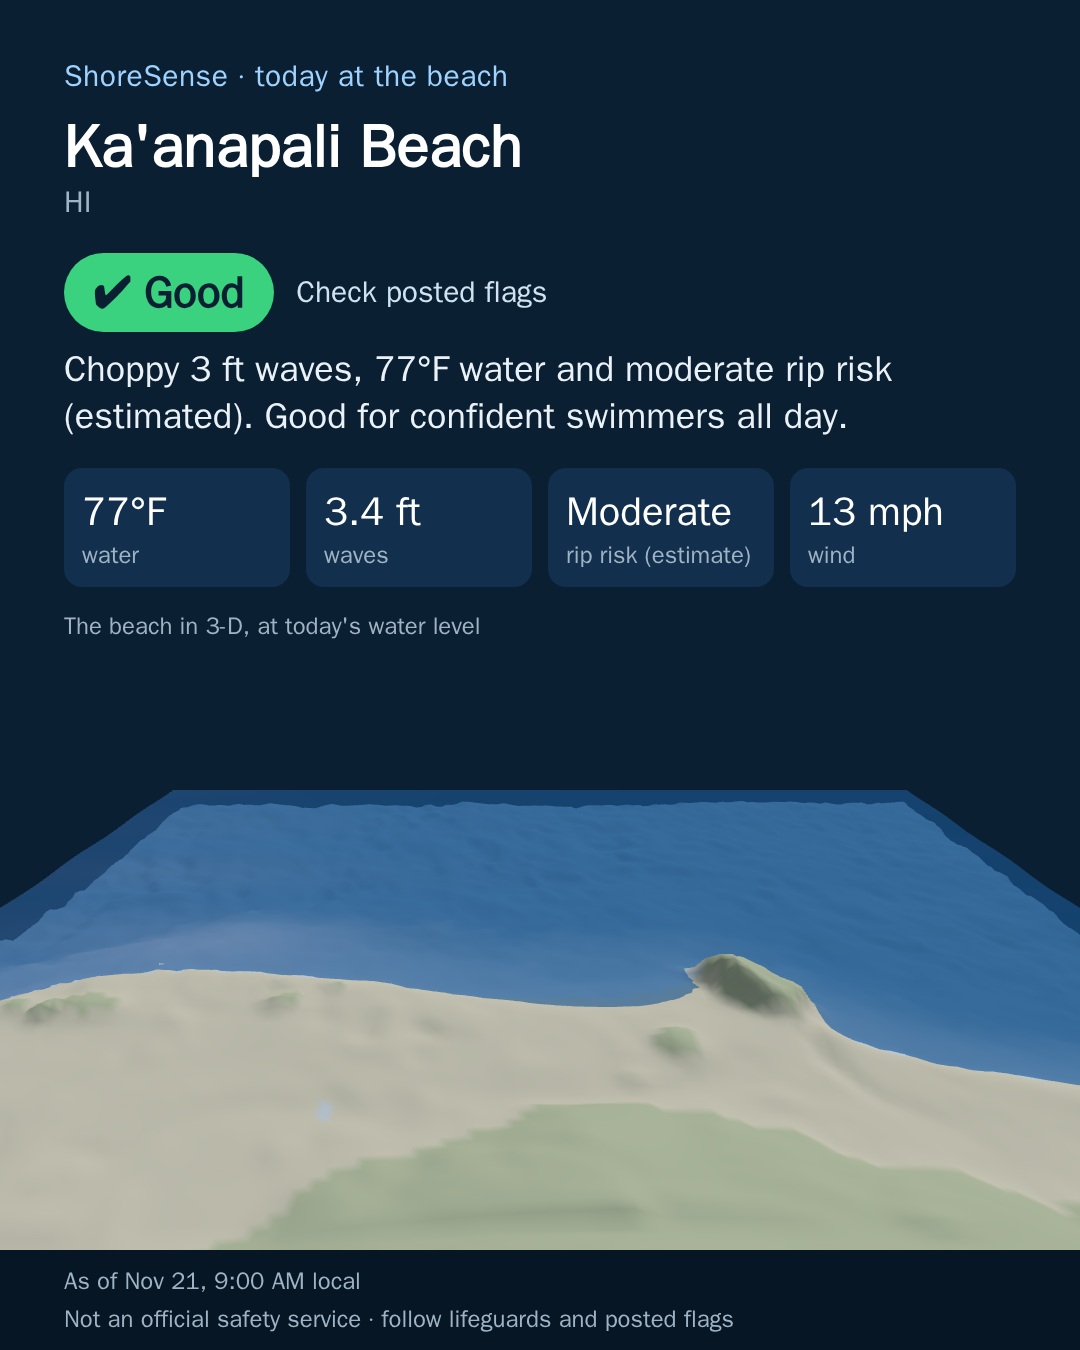 ShoreSense · today at the beach
Ka'anapali Beach
HI
✔ Good
Check posted flags
Choppy 3 ft waves, 77°F water and moderate rip risk
(estimated). Good for confident swimmers all day.
77°F
water
3.4 ft
waves
Moderate
rip risk (estimate)
13 mph
wind
The beach in 3-D, at today's water level
As of Nov 21, 9:00 AM local
Not an official safety service · follow lifeguards and posted flags